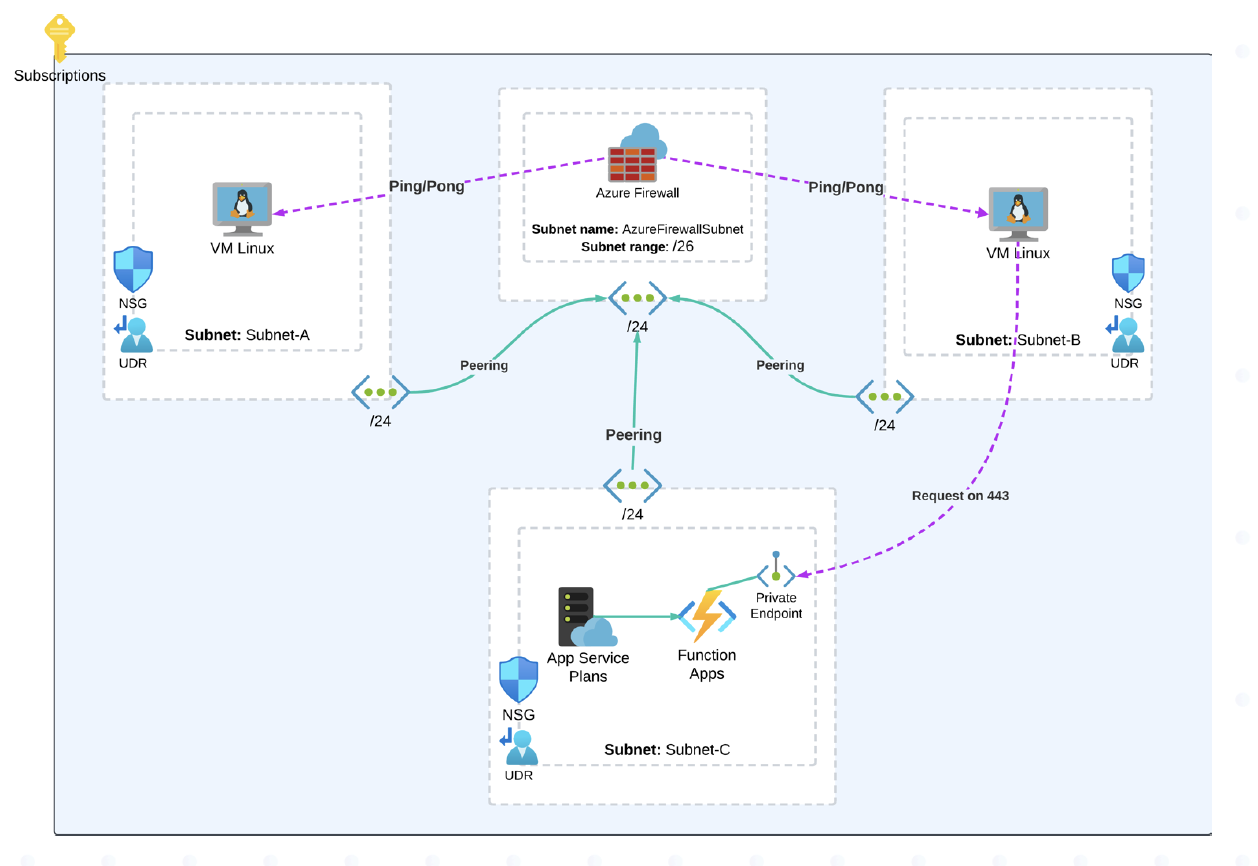 Subscriptions
Azure Firewall
Ping/Pong
Ping/Pong
Subnet name: AzureFirewallSubnet
Subnet range: /26
VM Linux
VM Linux
NSG
NSG
/24
Subnet: Subnet-A
Subnet: Subnet-B
UDR
UDR
Peering
Peering
/24
/24
Peering
Request on 443
/24
Private
Endpoint
App Service
Plans
Function
Apps
NSG
Subnet: Subnet-C
UDR